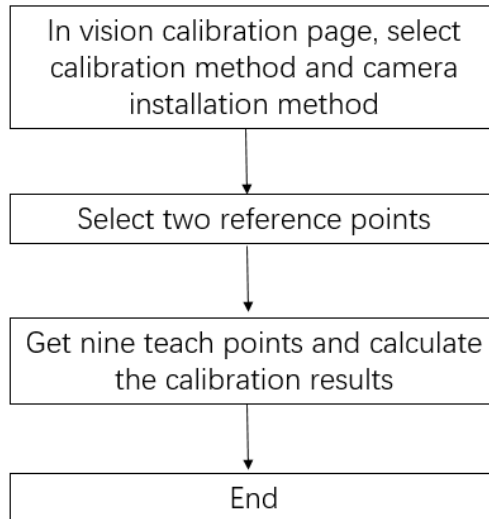 In vision calibration page, select
calibration method and camera
installation method
Select two reference points
Get nine teach points and calculate
the calibration results
End